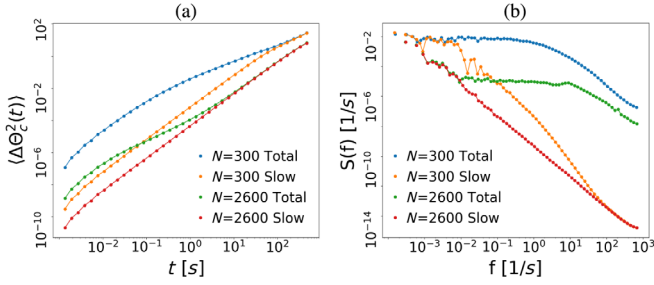 (a)
⟨ΔΘ_c^2(t)⟩
10^2
10^-2
10^-6
10^-10
N=300 Total
N=300 Slow
N=2600 Total
N=2600 Slow
10^-2 10^-1 10^0 10^1 10^2
t [s]
(b)
S(f) [1/s]
10^-2
10^-6
10^-10
10^-14
N=300 Total
N=300 Slow
N=2600 Total
N=2600 Slow
10^-3 10^-2 10^-1 10^0 10^1 10^2 10^3
f [1/s]